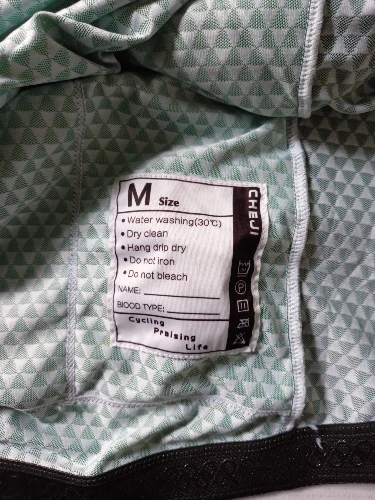 M Size
• Water washing(30℃)
• Dry clean
• Hang drip dry
• Do not iron
• Do not bleach
NAME:
BIOOD TYPE:
Cycling
Praising
Life
CHEJI